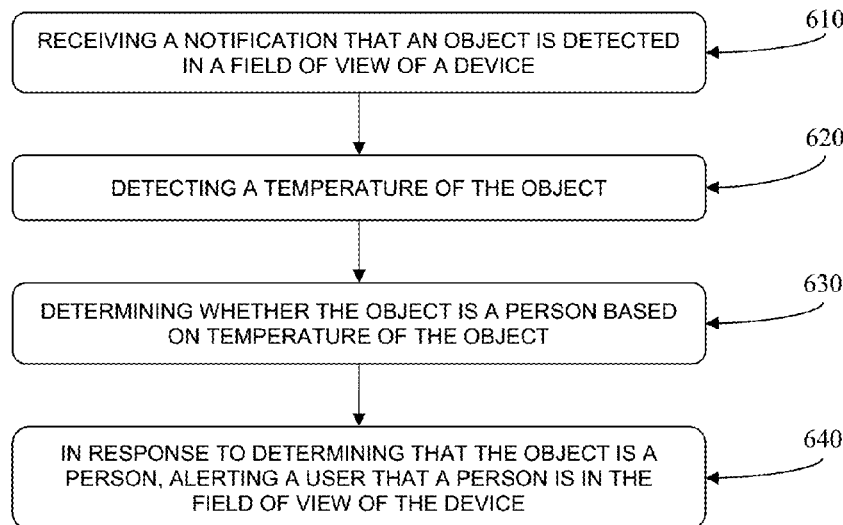 RECEIVING A NOTIFICATION THAT AN OBJECT IS DETECTED
IN A FIELD OF VIEW OF A DEVICE
610
DETECTING A TEMPERATURE OF THE OBJECT
620
DETERMINING WHETHER THE OBJECT IS A PERSON BASED
ON TEMPERATURE OF THE OBJECT
630
IN RESPONSE TO DETERMINING THAT THE OBJECT IS A
PERSON, ALERTING A USER THAT A PERSON IS IN THE
FIELD OF VIEW OF THE DEVICE
640